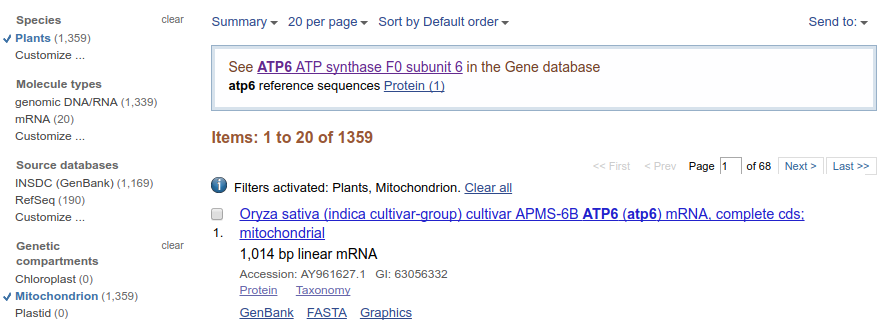 Species clear
Plants (1,359)
Customize ...
Molecule types
genomic DNA/RNA (1,339)
mRNA (20)
Customize ...
Source databases
INSDC (GenBank) (1,169)
RefSeq (190)
Customize ...
Genetic clear
compartments
Chloroplast (0)
Mitochondrion (1,359)
Plastid (0)
Summary 20 per page Sort by Default order Send to:
See ATP6 ATP synthase F0 subunit 6 in the Gene database
atp6 reference sequences Protein (1)
Items: 1 to 20 of 1359
<< First < Prev Page 1 of 68 Next > Last >>
Filters activated: Plants, Mitochondrion. Clear all
Oryza sativa (indica cultivar-group) cultivar APMS-6B ATP6 (atp6) mRNA, complete cds;
1. mitochondrial
1,014 bp linear mRNA
Accession: AY961627.1 GI: 63056332
Protein Taxonomy
GenBank FASTA Graphics